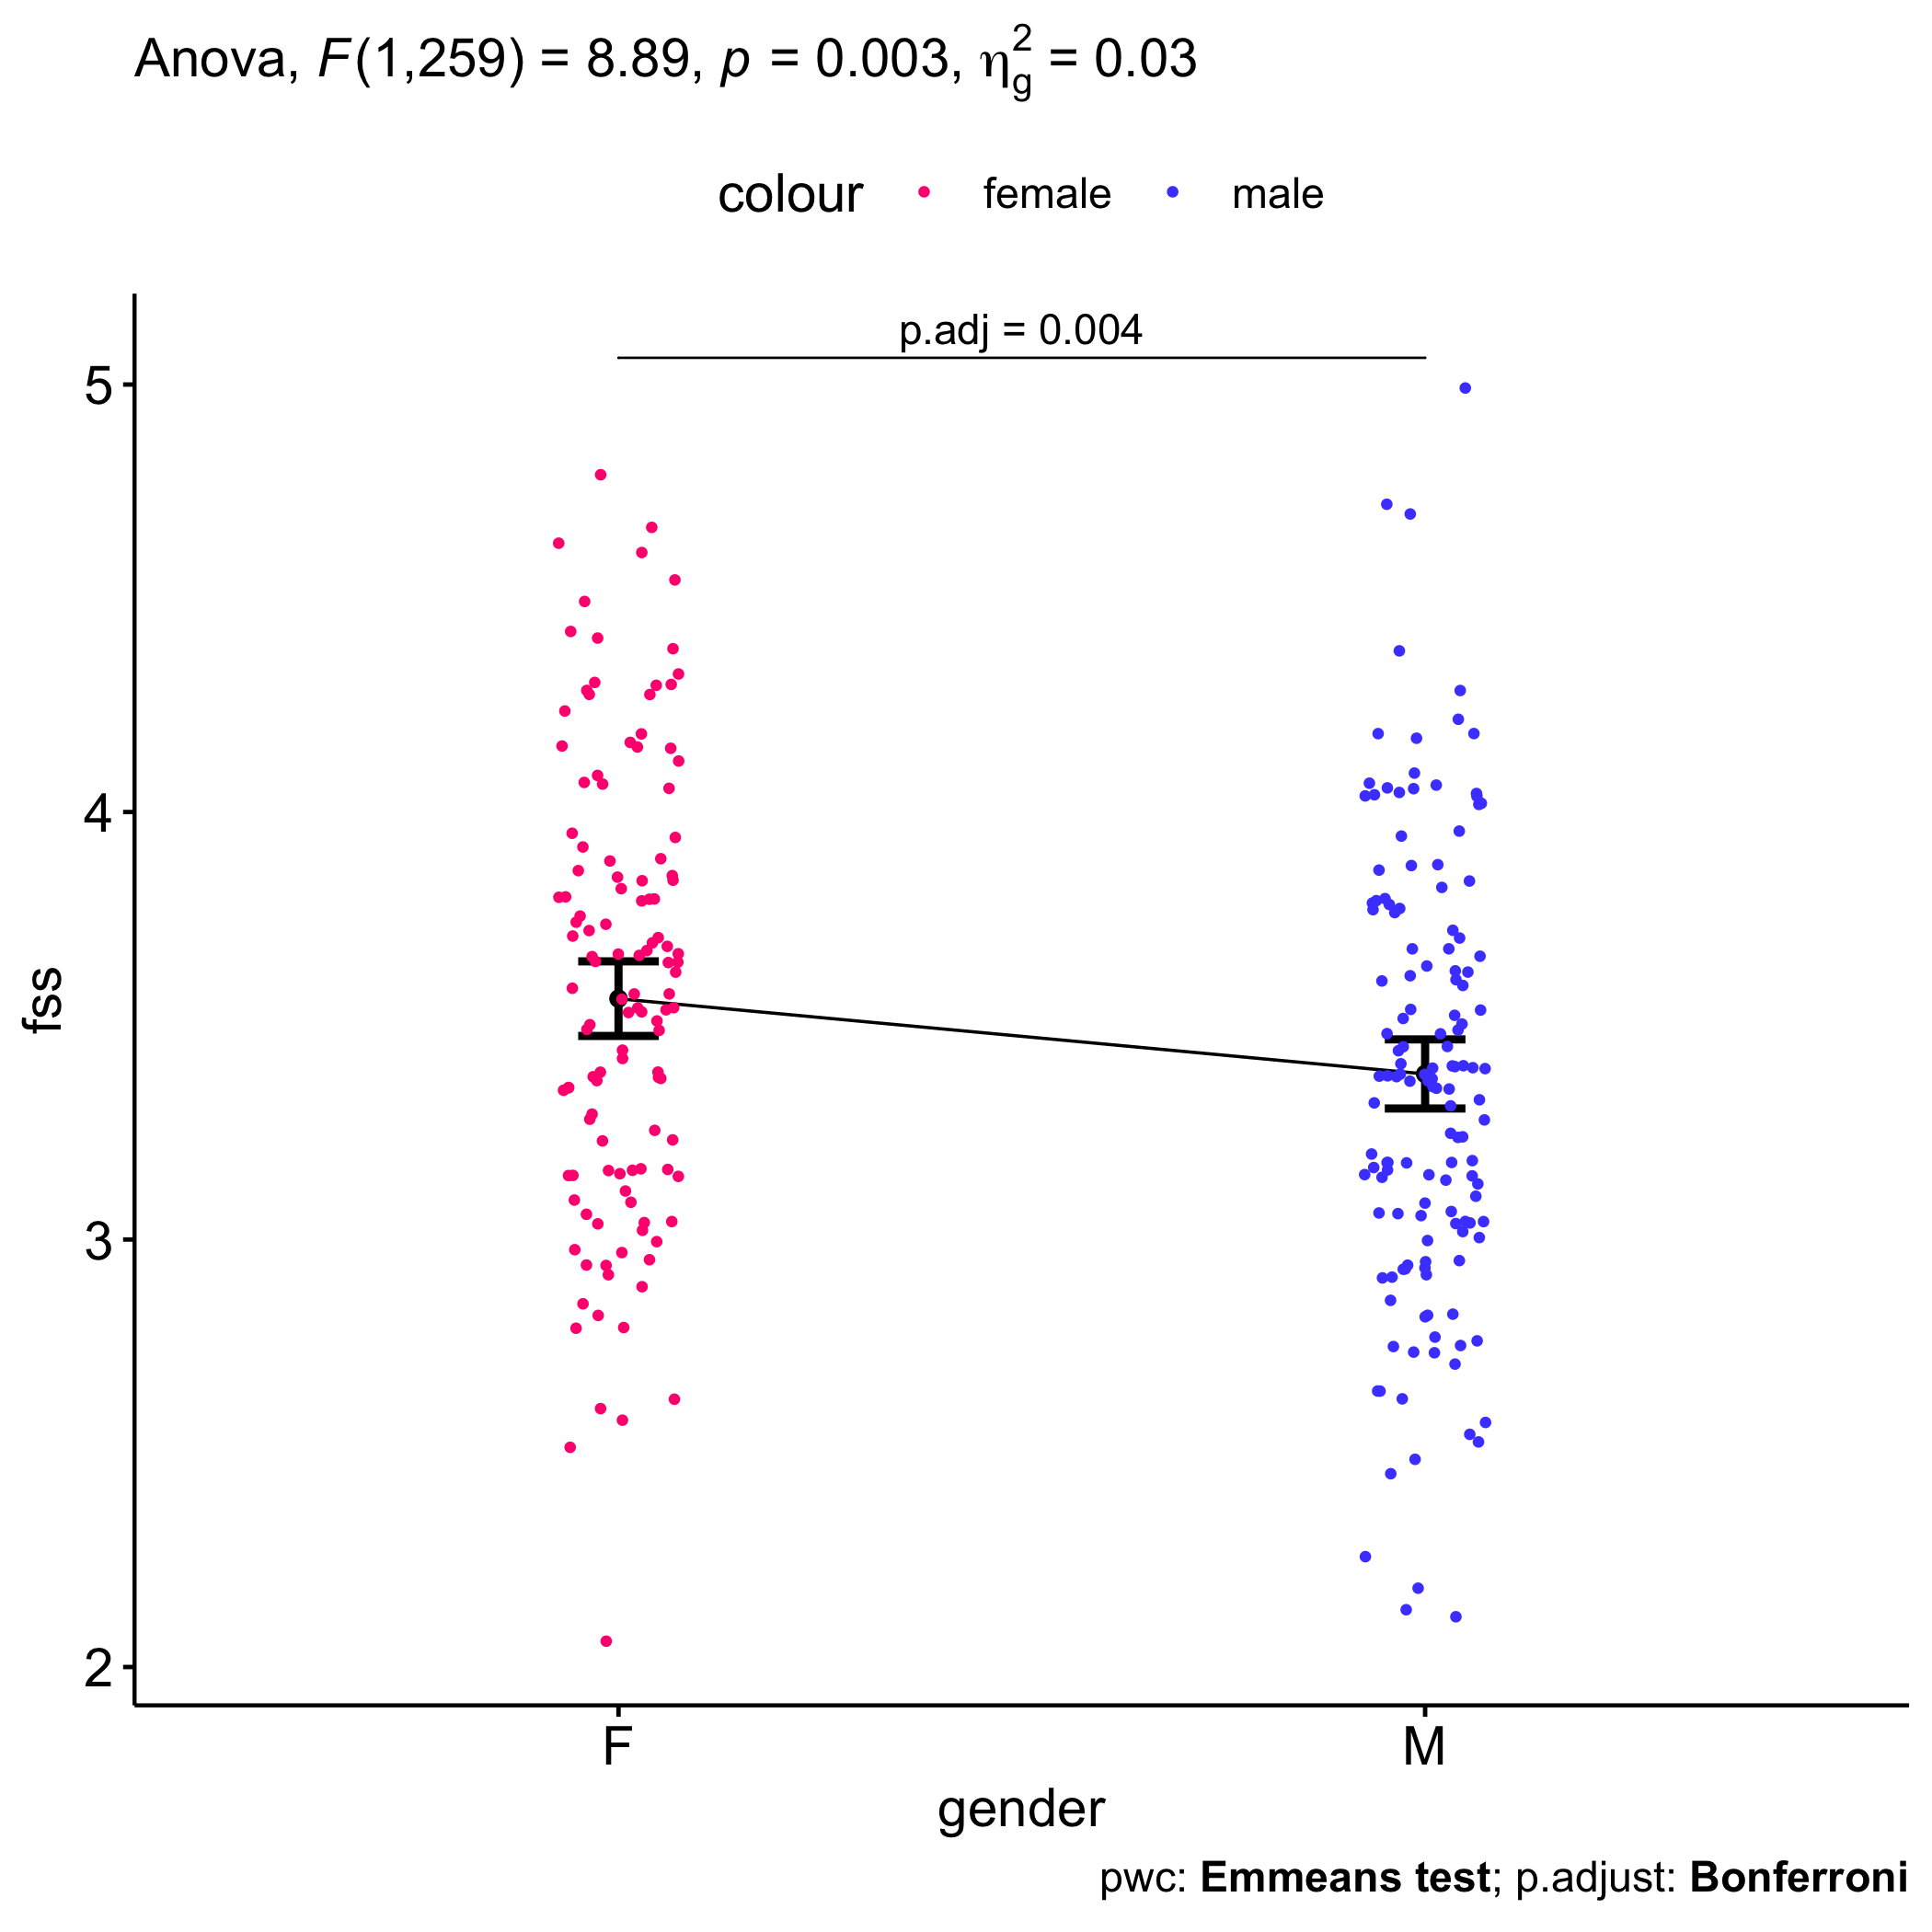 Anova, F(1,259) = 8.89, p = 0.003, η²g = 0.03
colour female male
p.adj = 0.004
5
4
3
2
fss
F M
gender
pwc: Emmeans test; p.adjust: Bonferroni